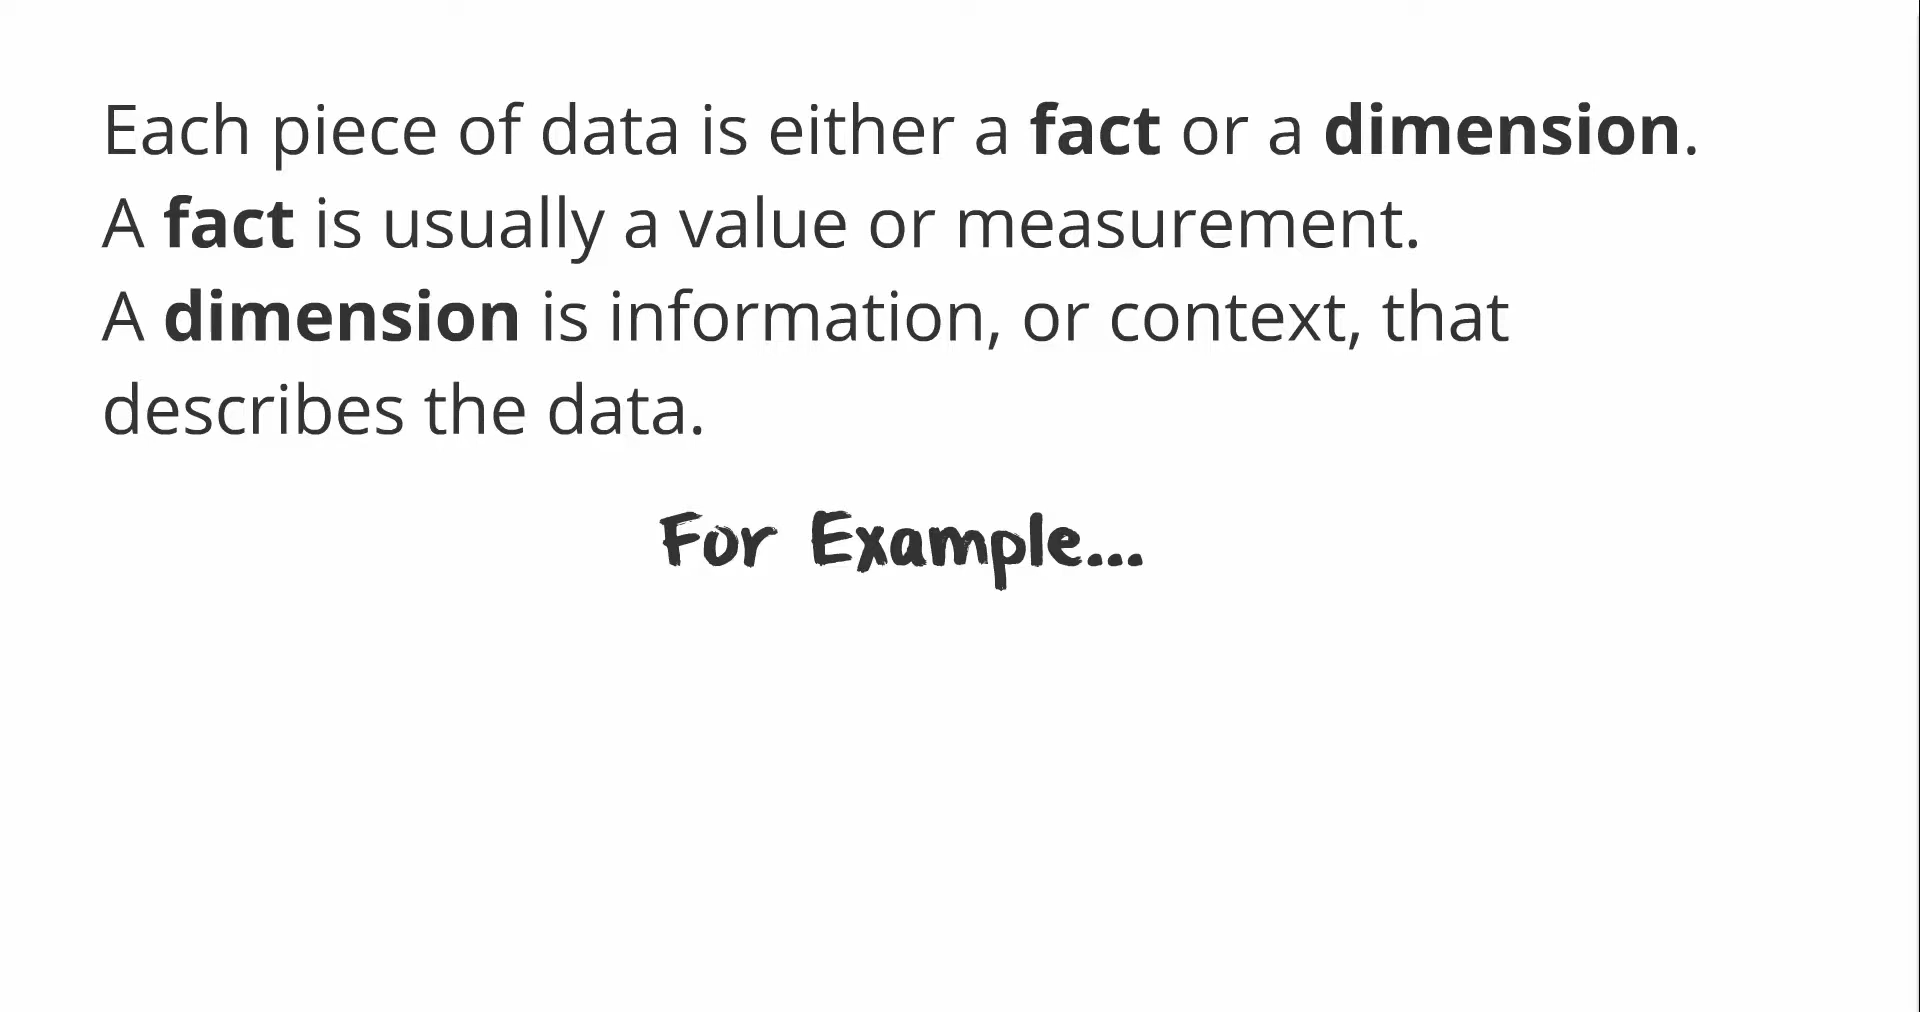 Each piece of data is either a fact or a dimension.
A fact is usually a value or measurement.
A dimension is information, or context, that
describes the data.
For Example...